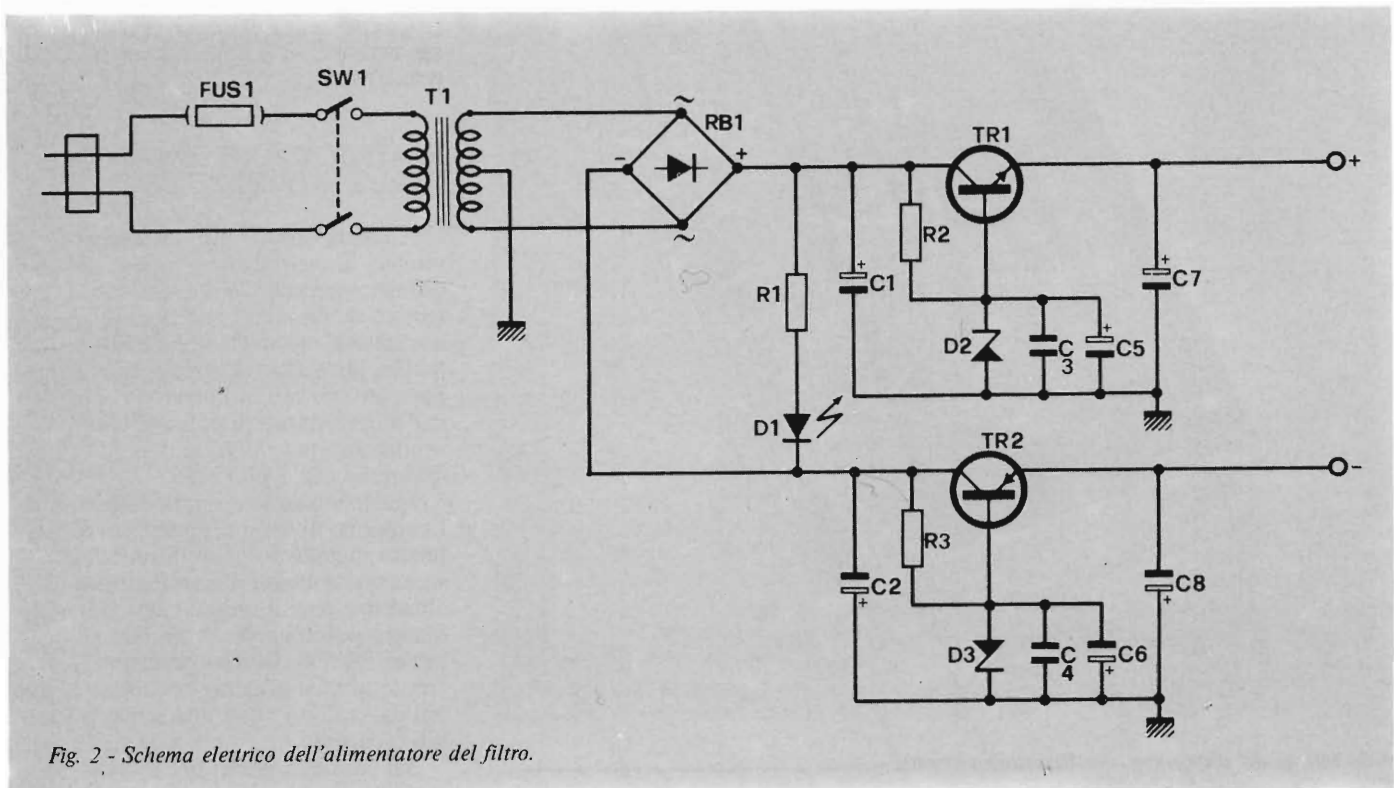 FUS1
SW1
T1
~
RB1
-
+
~
TR1
+
R2
C1
R1
C7
D2
C
3
C5
D1
TR2
-
R3
C2
C8
D3
C
4
C6
Fig. 2 - Schema elettrico dell'alimentatore del filtro.